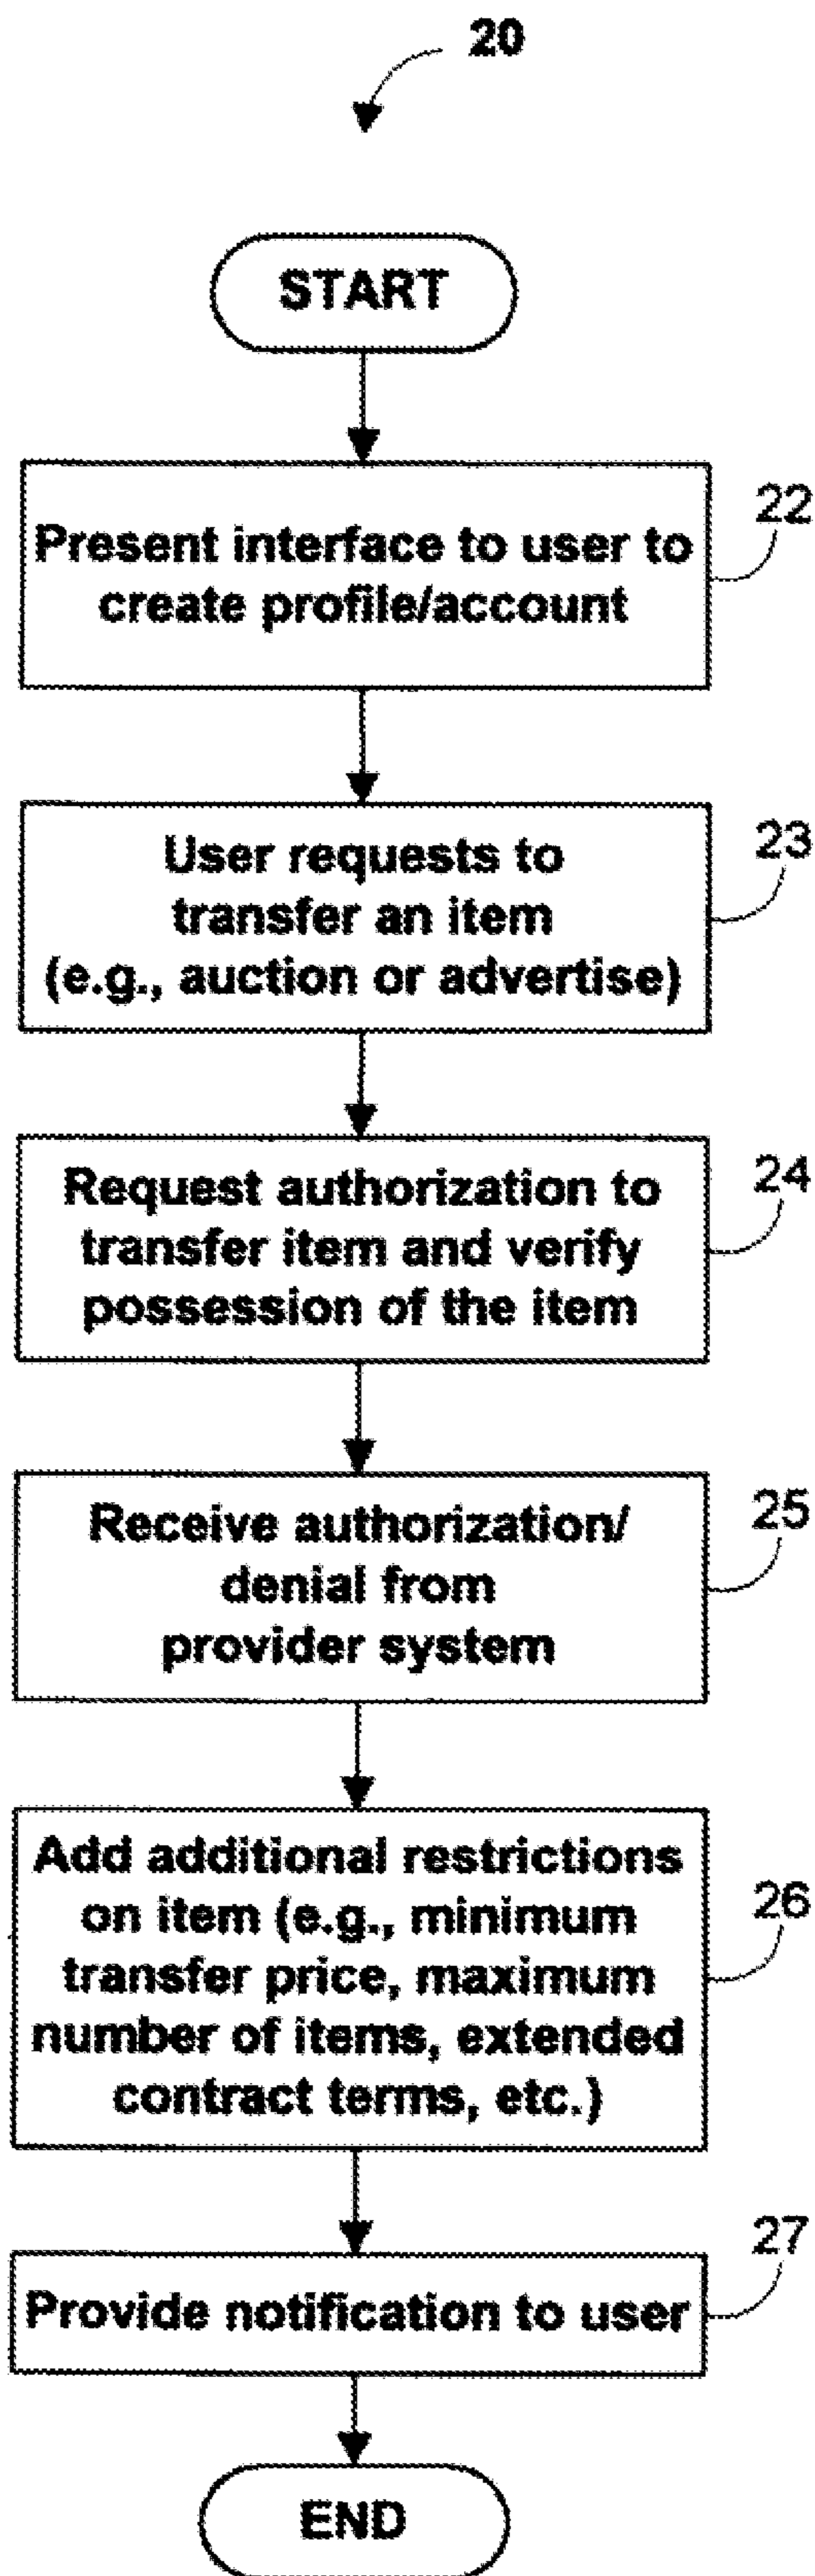 20
START
Present interface to user to
create profile/account
22
User requests to
transfer an item
(e.g., auction or advertise)
23
Request authorization to
transfer item and verify
possession of the item
24
Receive authorization/
denial from
provider system
25
Add additional restrictions
on item (e.g., minimum
transfer price, maximum
number of items, extended
contract terms, etc.)
26
Provide notification to user
27
END